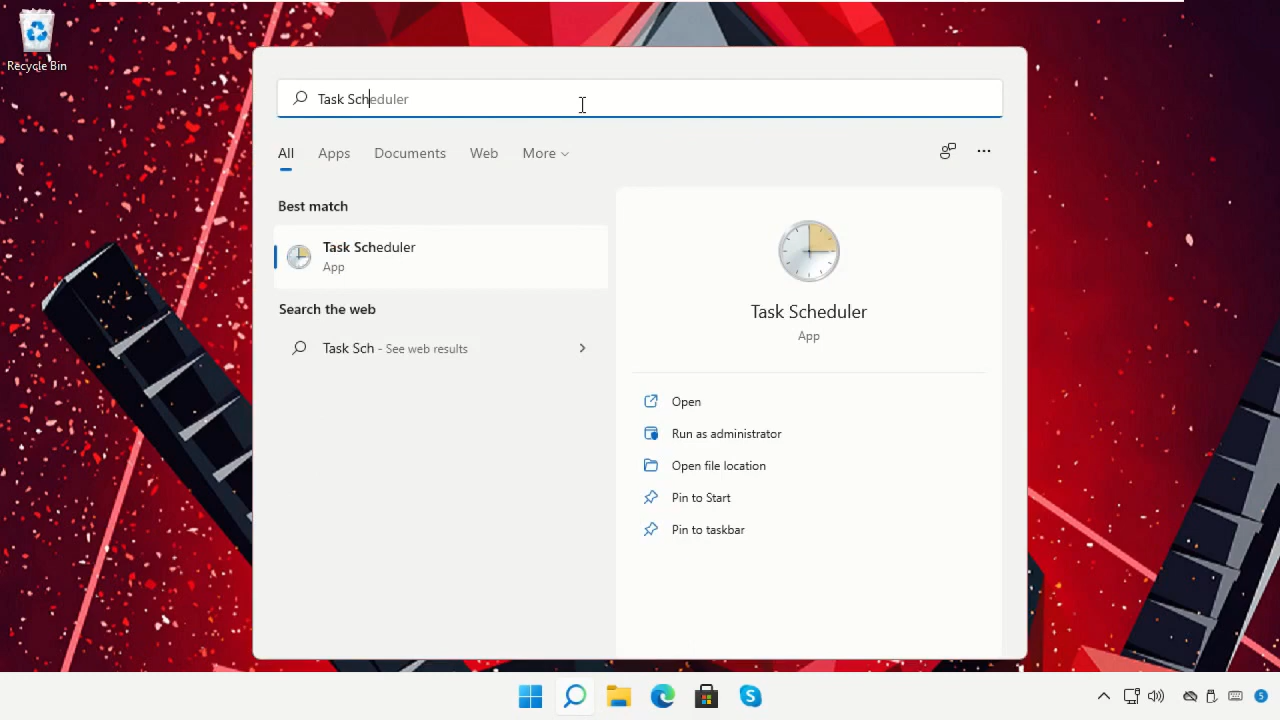 Recycle Bin
Task Scheduler
All Apps Documents Web More
Best match
Task Scheduler
App
Search the web
Task Sch - See web results
Task Scheduler
App
Open
Run as administrator
Open file location
Pin to Start
Pin to taskbar
5